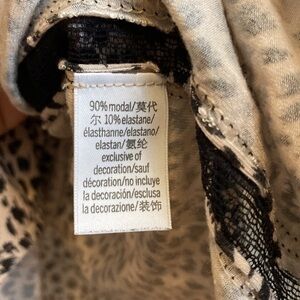 90% modal/莫代
尔 10% elastane/
élasthanne/elastano/
elastan/氨纶
exclusive of
decoration/sauf
décoration/no incluye
la decoración/esclusa
la decorazione/装饰